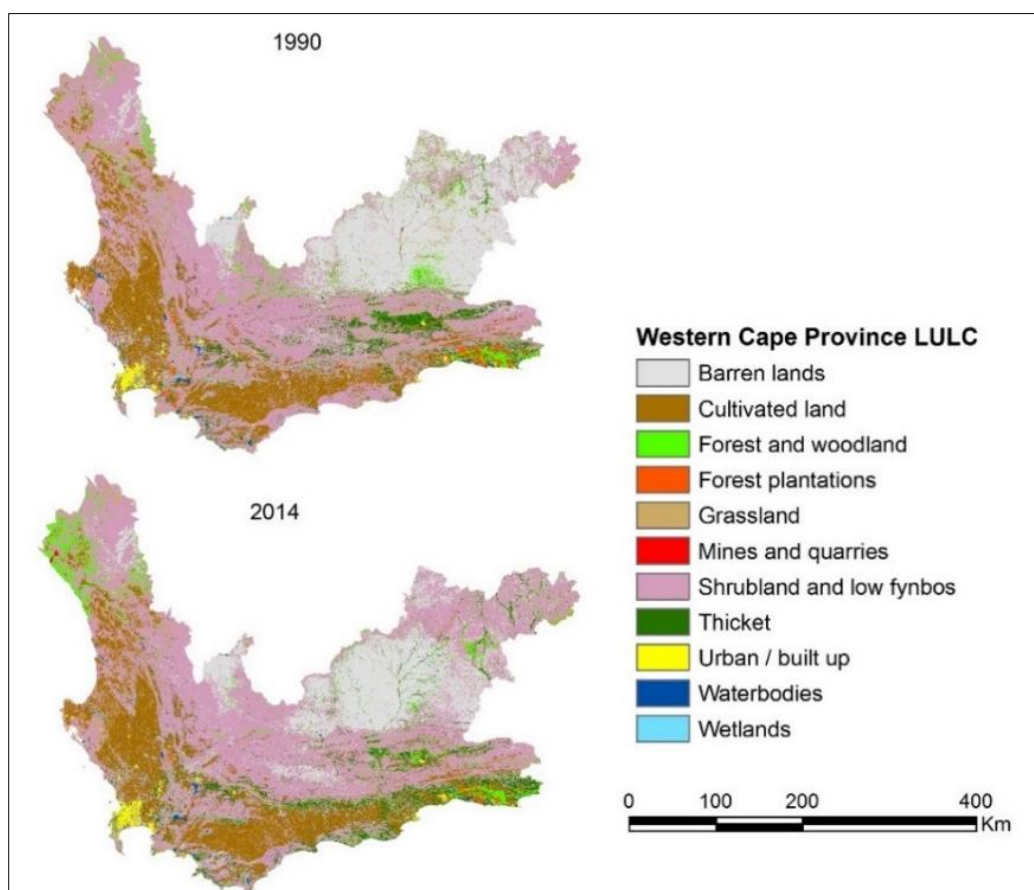 1990
2014
Western Cape Province LULC
Barren lands
Cultivated land
Forest and woodland
Forest plantations
Grassland
Mines and quarries
Shrubland and low fynbos
Thicket
Urban / built up
Waterbodies
Wetlands
0 100 200 400
Km